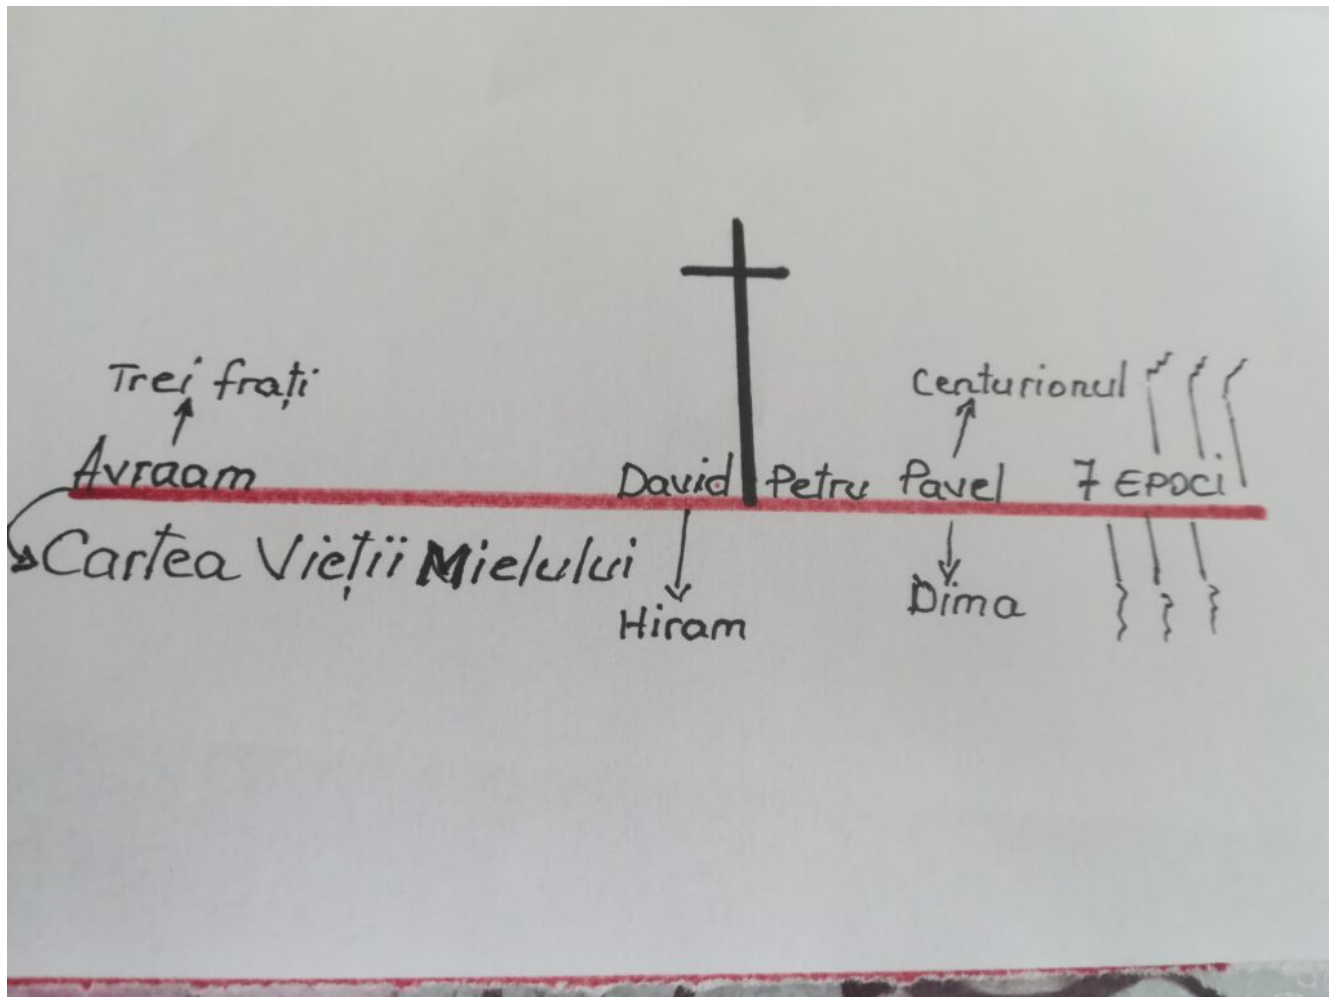 Trei frați
Centurionul
Avraam
David Petru Pavel 7 EPOCI
Cartea Vieții Mielului
Dima
Hiram